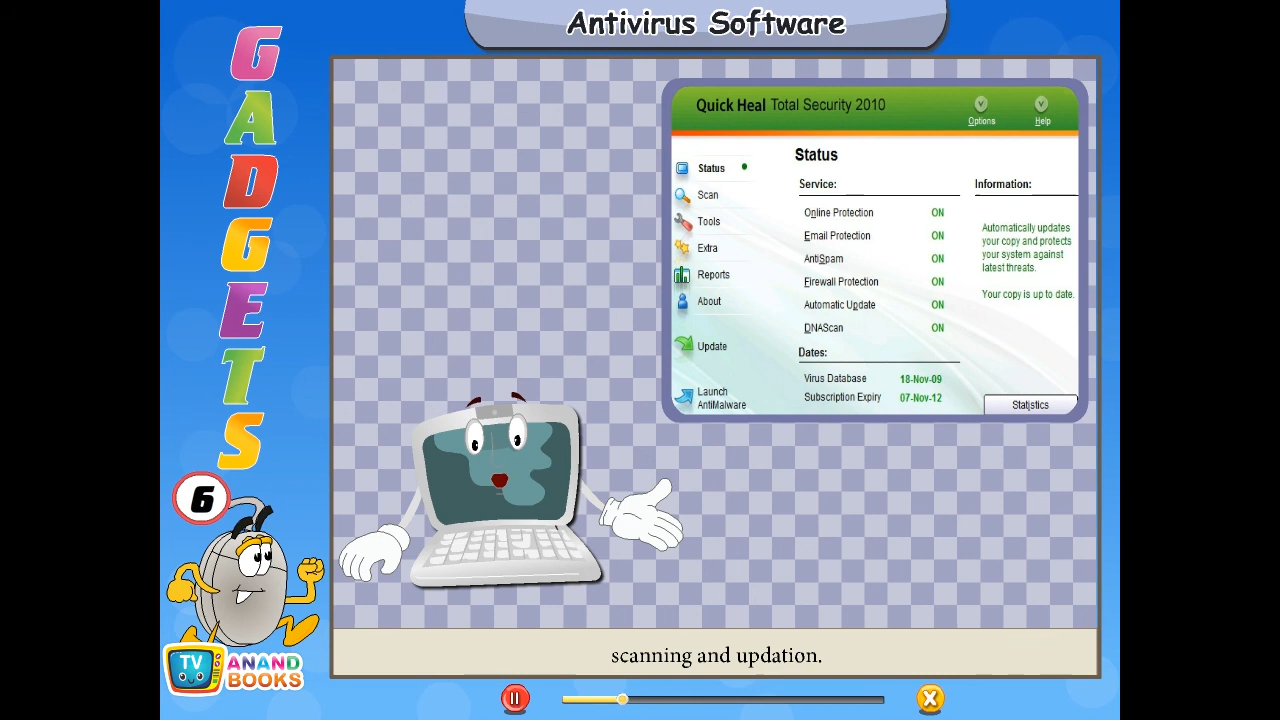 Antivirus Software
GADGETS
6
TV
ANAND
BOOKS
Quick Heal Total Security 2010
Options
Help
Status
Scan
Tools
Extra
Reports
About
Update
Launch
AntiMalware
Status
Service:
Online Protection ON
Email Protection ON
AntiSpam ON
Firewall Protection ON
Automatic Update ON
DNAScan ON
Dates:
Virus Database 18-Nov-09
Subscription Expiry 07-Nov-12
Information:
Automatically updates
your copy and protects
your system against
latest threats.
Your copy is up to date.
Statistics
scanning and updation.